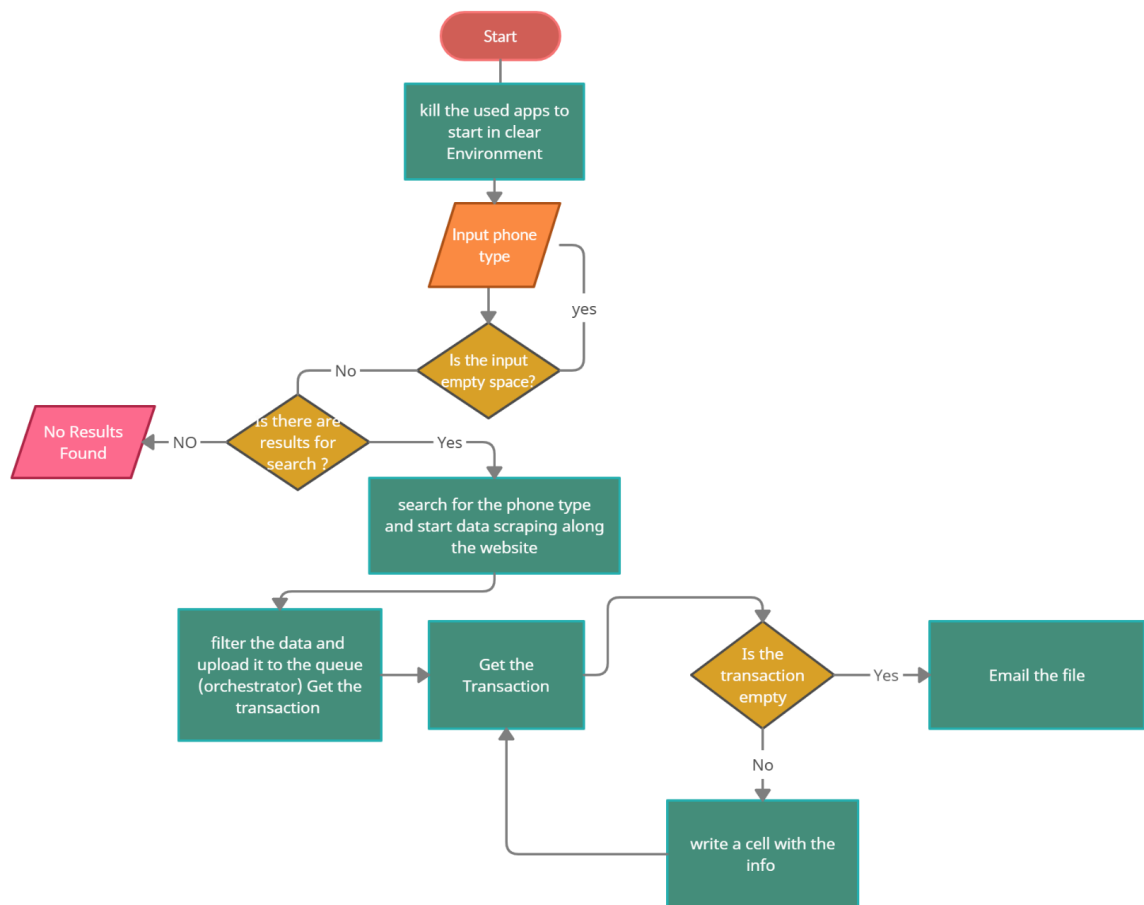 Start
kill the used apps to
start in clear
Environment
Input phone
type
yes
Is the input
empty space?
No
Is there are
results for
search ?
NO
No Results
Found
Yes
search for the phone type
and start data scraping along
the website
filter the data and
upload it to the queue
(orchestrator) Get the
transaction
Get the
Transaction
Is the
transaction
empty
Yes
Email the file
No
write a cell with the
info